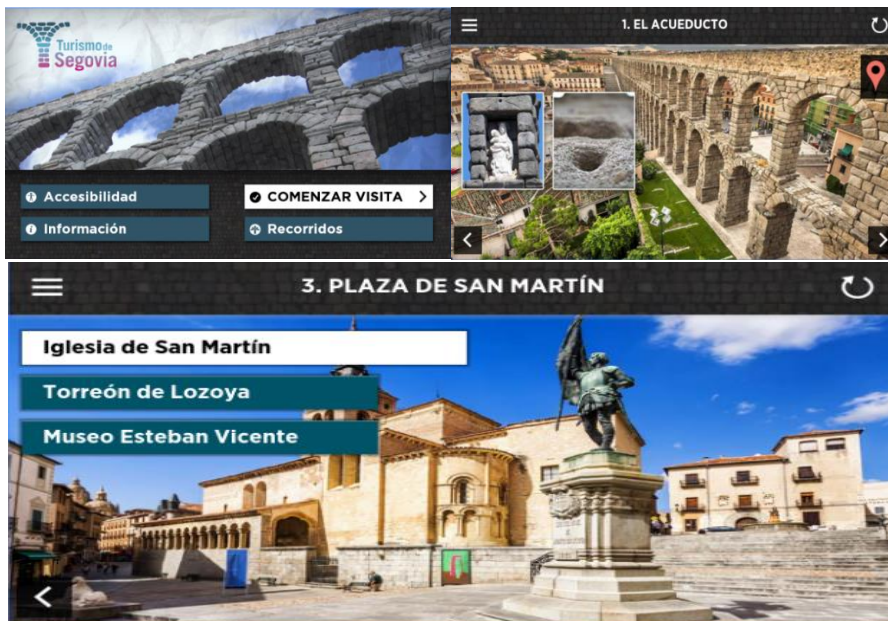 Turismo de
Segovia
Accesibilidad
COMENZAR VISITA
Información
Recorridos
1. EL ACUEDUCTO
3. PLAZA DE SAN MARTÍN
Iglesia de San Martín
Torreón de Lozoya
Museo Esteban Vicente